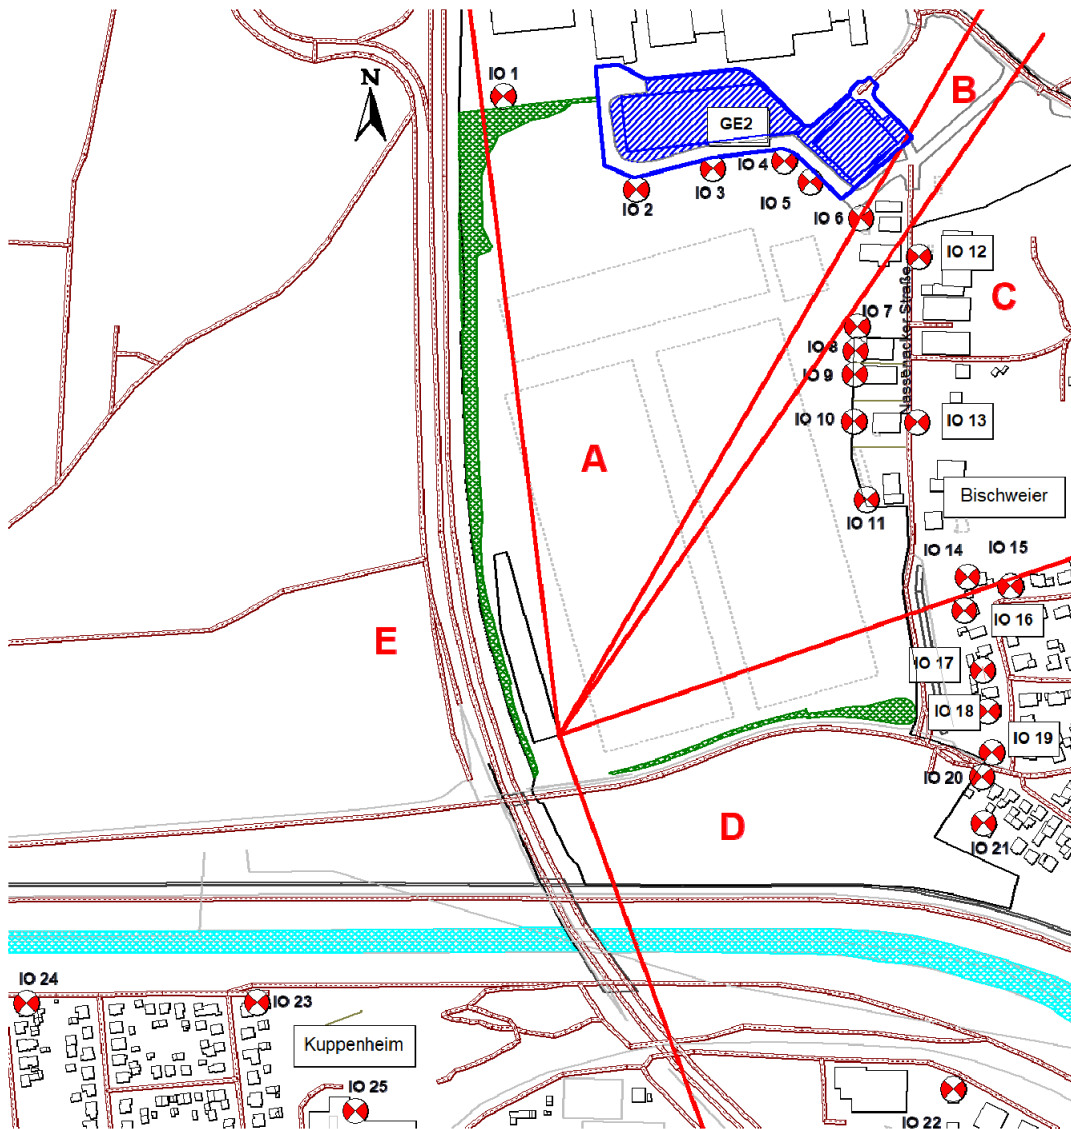 IO 1
N
B
GE2
IO 4
IO 3
IO 5
IO 2
IO 6
IO 12
C
Nassenäcker Straße
IO 7
IO 8
IO 9
IO 10
IO 13
A
Bischweier
IO 11
IO 14
IO 15
IO 16
E
IO 17
IO 18
IO 19
IO 20
D
IO 21
IO 24
IO 23
Kuppenheim
IO 25
IO 22